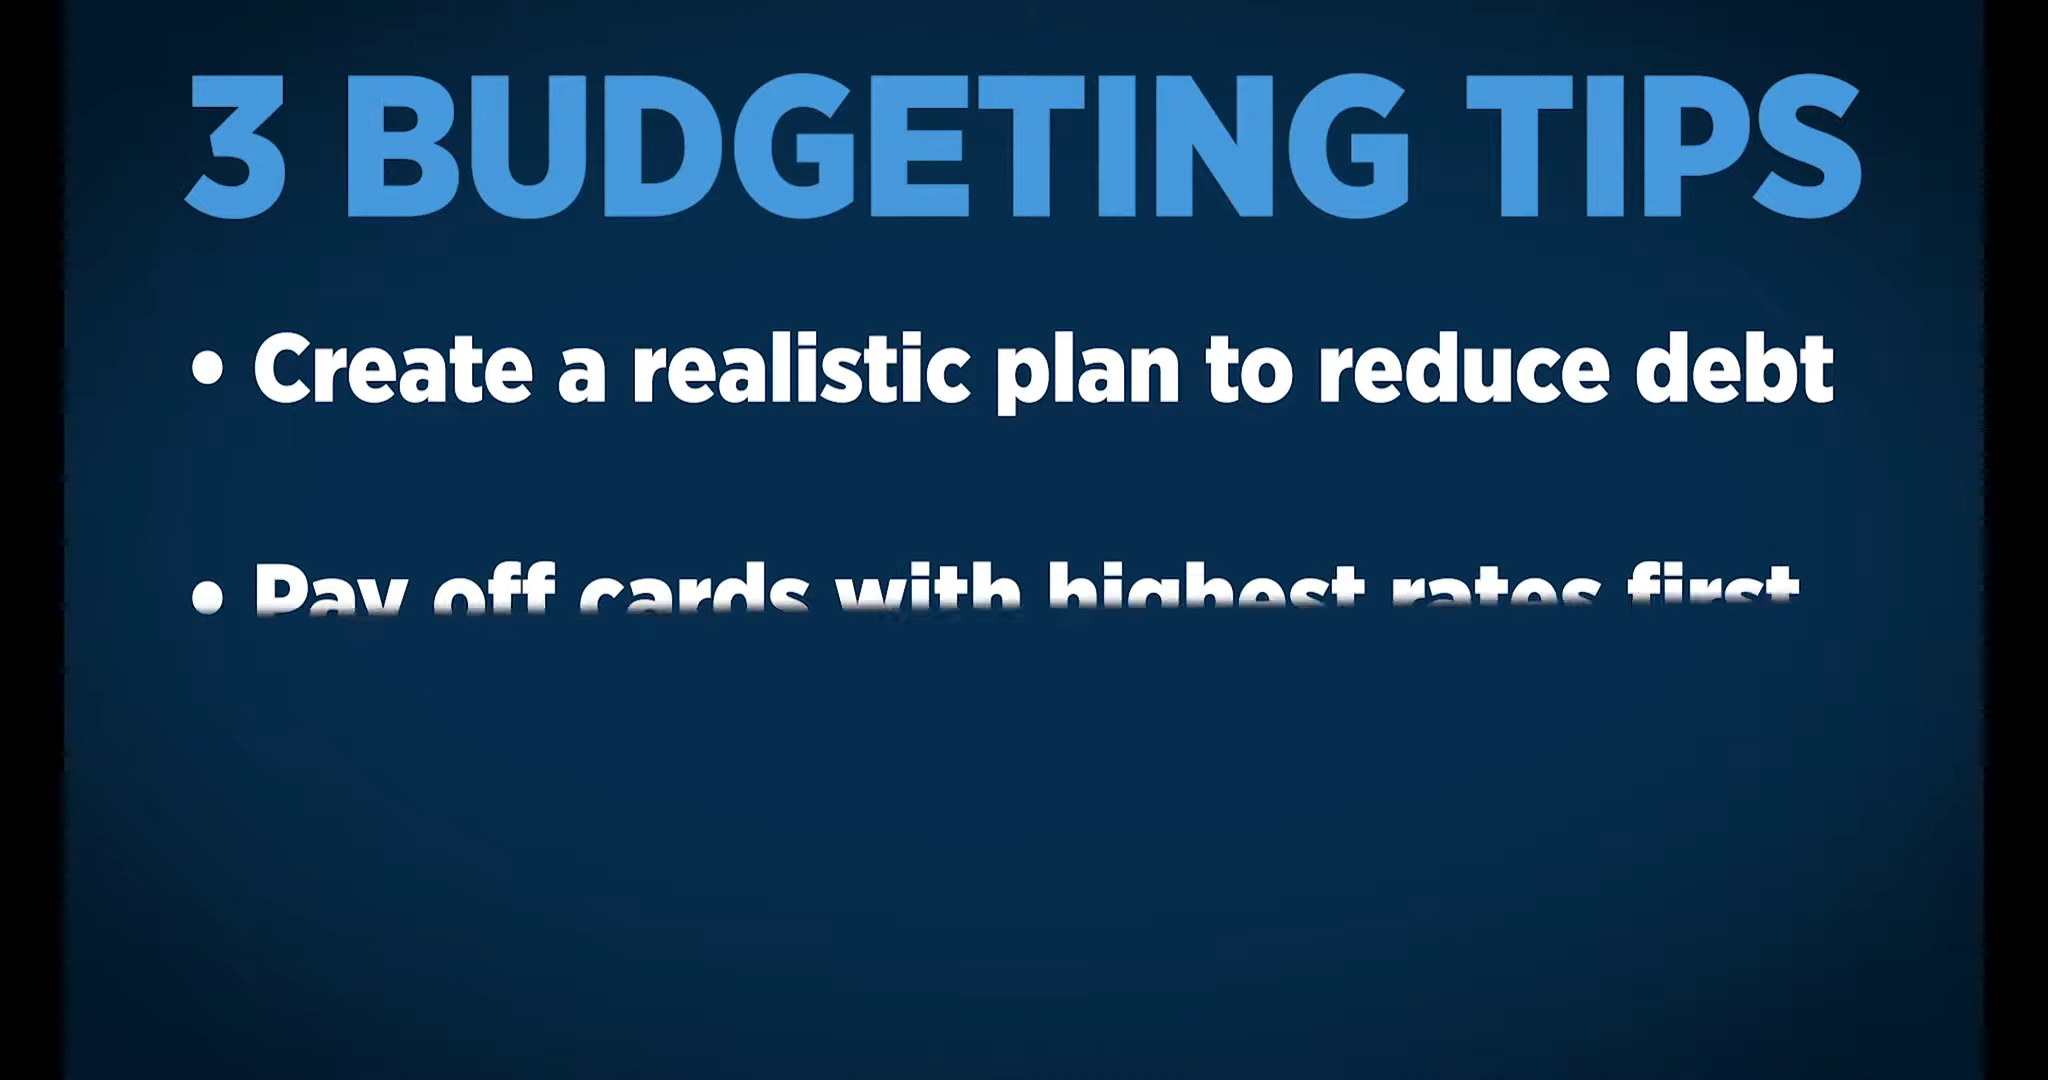 3 BUDGETING TIPS
• Create a realistic plan to reduce debt
• Pay off cards with highest rates first